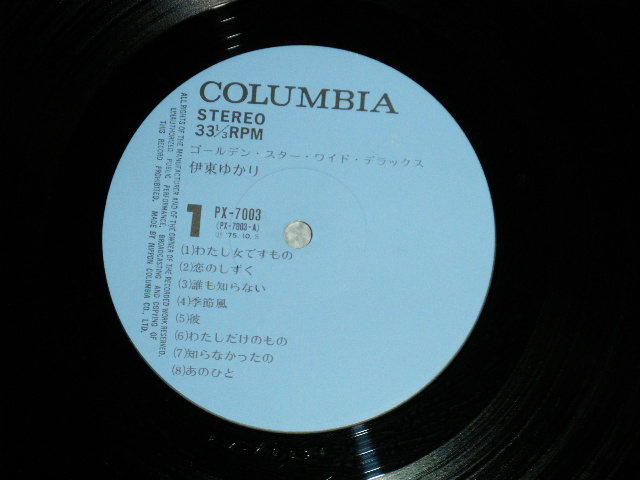 COLUMBIA
STEREO
33⅓RPM
ゴールデン・スター・ワイド・デラックス
伊東ゆかり
1
PX-7003
(PX-7003-A)
'75.10.
(1)わたし女ですもの
(2)恋のしずく
(3)誰も知らない
(4)季節風
(5)彼
(6)わたしだけのもの
(7)知らなかったの
(8)あのひと
ALL RIGHTS OF THE MANUFACTURER AND OF THE OWNER OF THE RECORDED WORK RESERVED.
UNAUTHORIZED PUBLIC PERFORMANCE, BROADCASTING AND COPYING OF
THIS RECORD PROHIBITED. MADE BY NIPPON COLUMBIA CO., LTD.